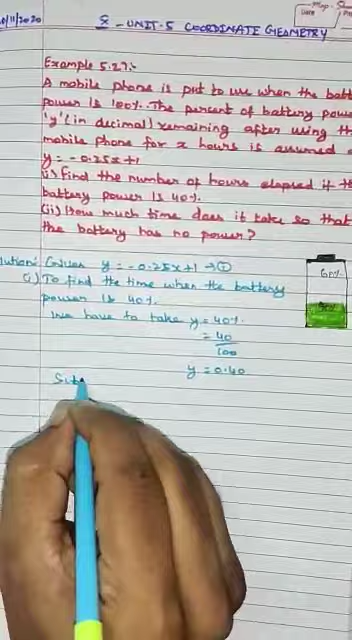 0/11/2020 X - UNIT-5 COORDINATE GEOMETRY
Date
Example 5.27:-
A mobile phone is put to use when the batt
power is 100%. The percent of battery powe
'y' (in decimal) remaining after using th
mobile phone for x hours is assumed
y = -0.25x+1
(i) Find the number of hours elapsed if th
battery power is 40%.
(ii) How much time does it take so that
the battery has no power?
olution: Given y = -0.25x+1 → ①
(i) To find the time when the battery
power is 40%.
We have to take y = 40%
= 40
100
y = 0.40
60%
40%
Sub